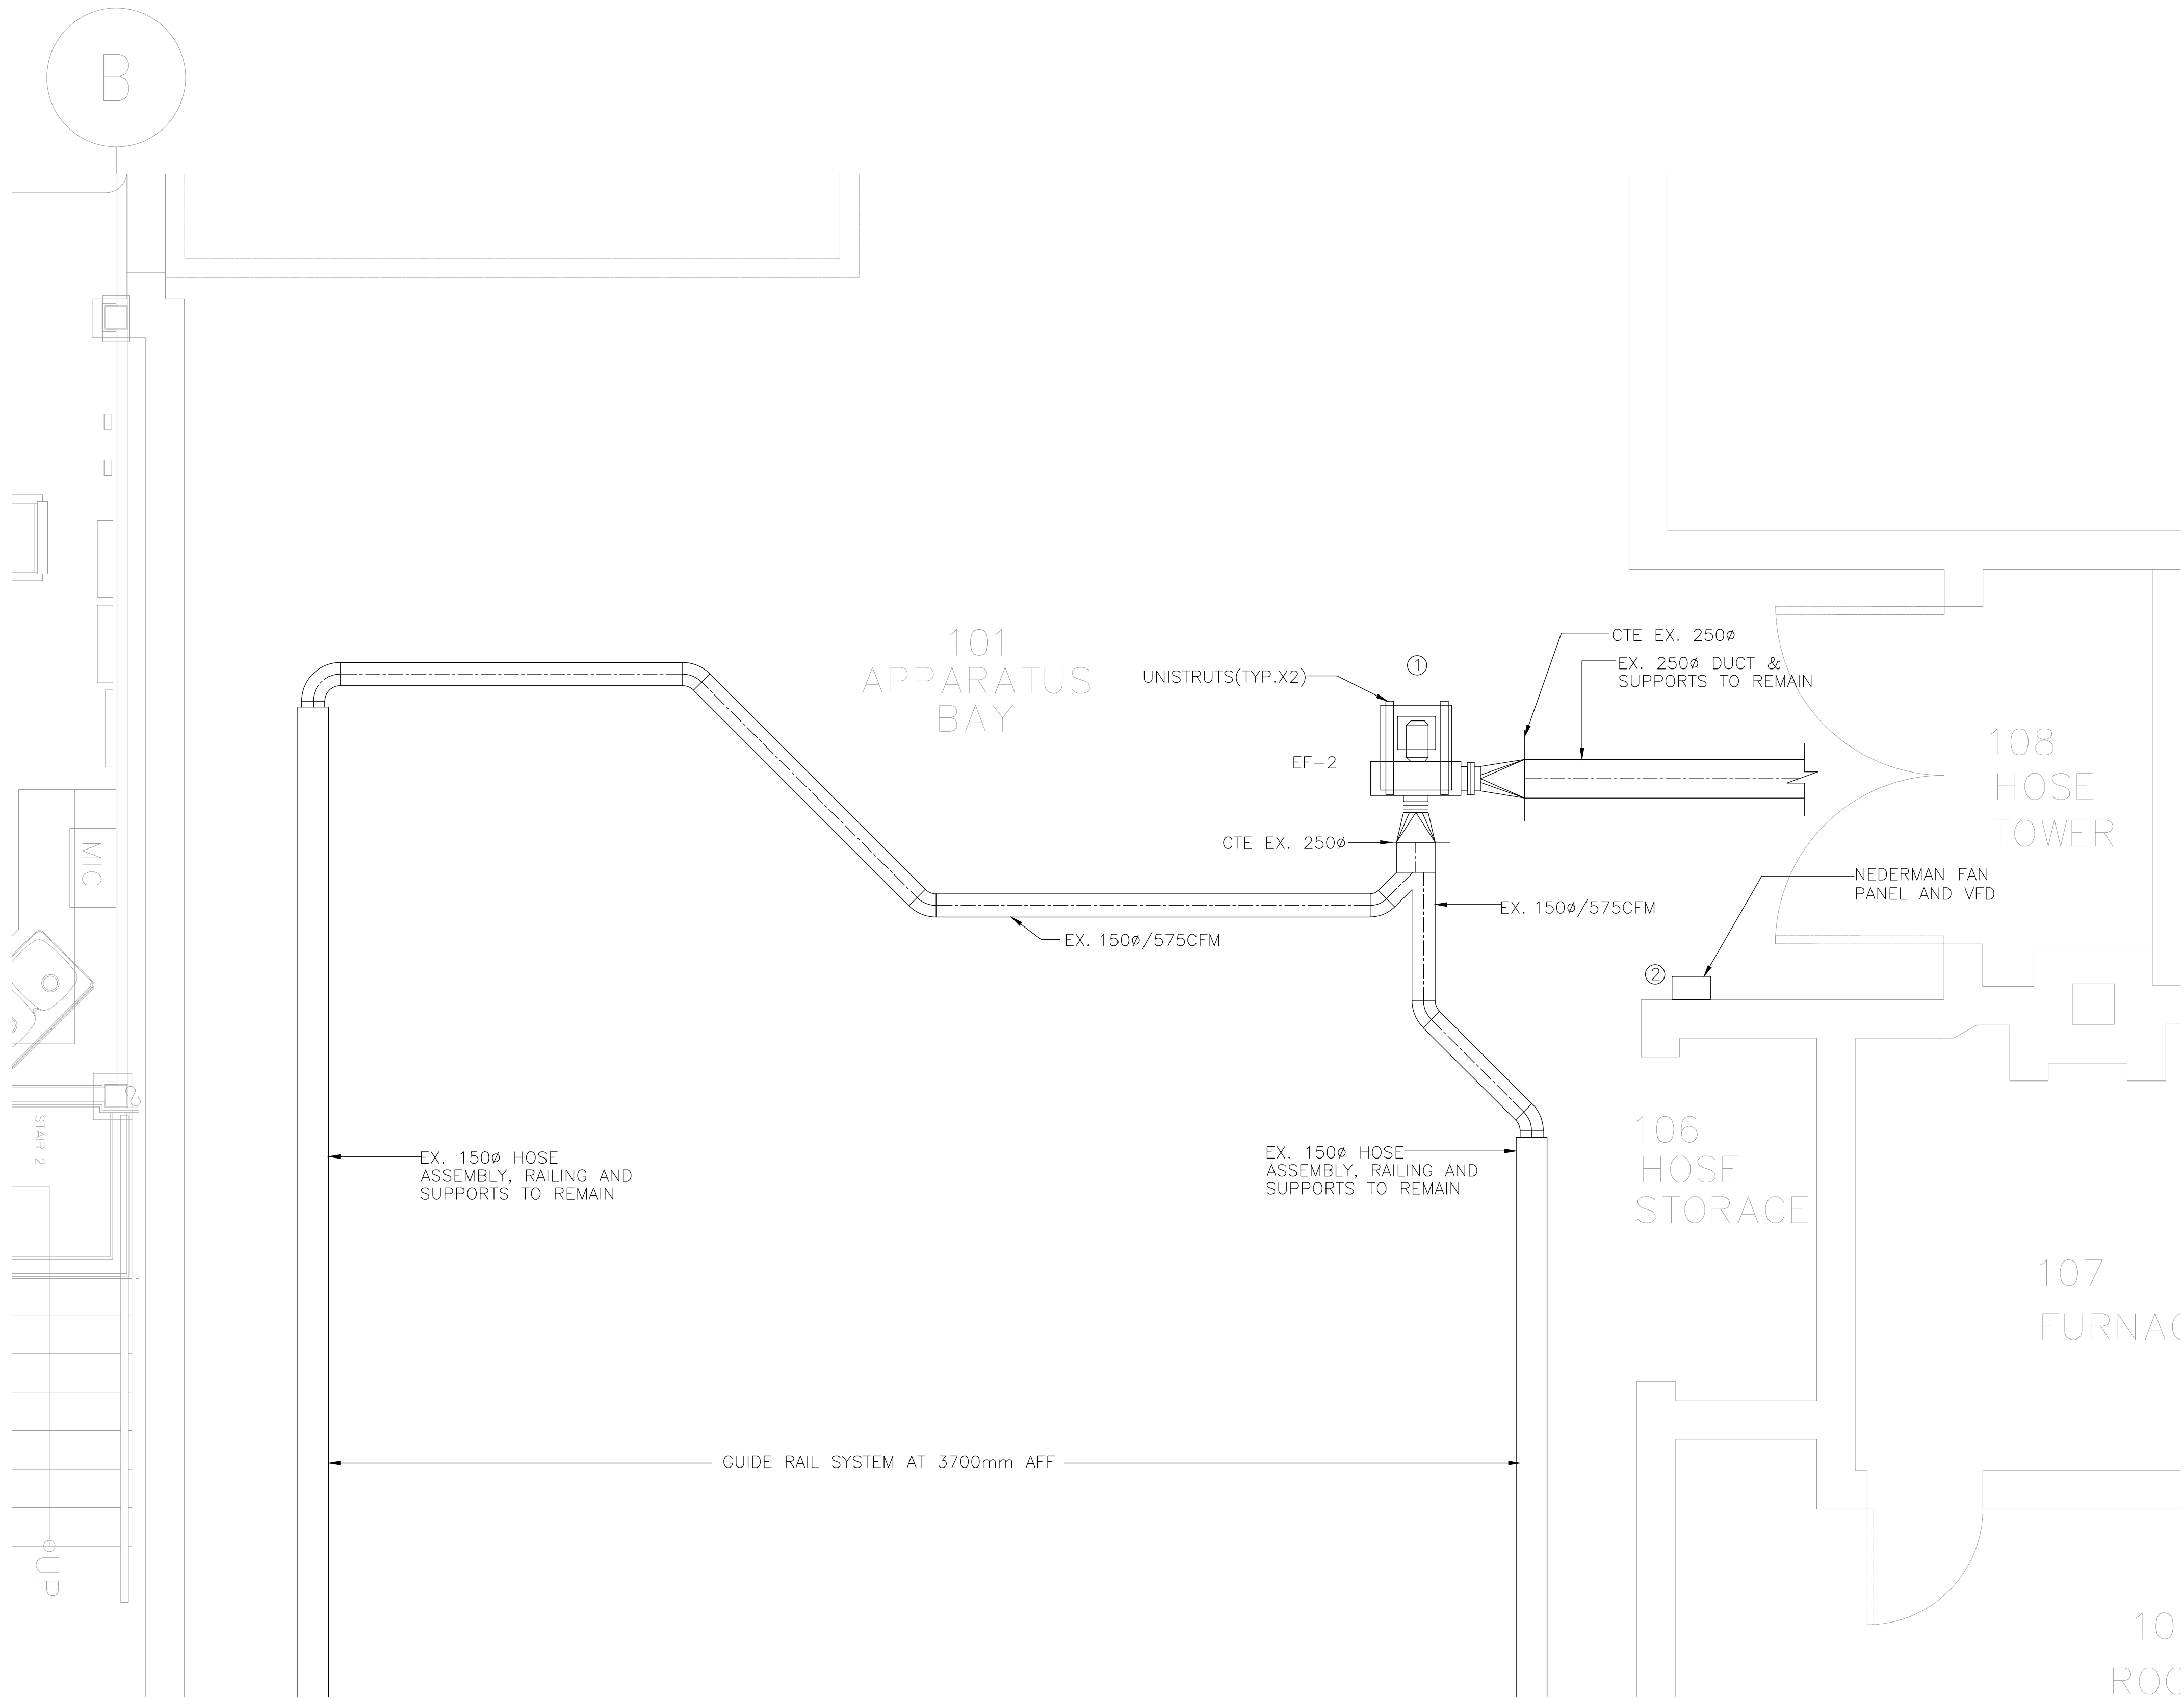 B
101
APPARATUS
BAY
UNISTRUTS(TYP.X2)
1
CTE EX. 250ø
EX. 250ø DUCT &
SUPPORTS TO REMAIN
EF-2
108
HOSE
TOWER
CTE EX. 250ø
MIC
NEDERMAN FAN
PANEL AND VFD
EX. 150ø/575CFM
EX. 150ø/575CFM
2
STAIR 2
EX. 150ø HOSE
ASSEMBLY, RAILING AND
SUPPORTS TO REMAIN
EX. 150ø HOSE
ASSEMBLY, RAILING AND
SUPPORTS TO REMAIN
106
HOSE
STORAGE
107
FURNAC
GUIDE RAIL SYSTEM AT 3700mm AFF
UP
10
ROO